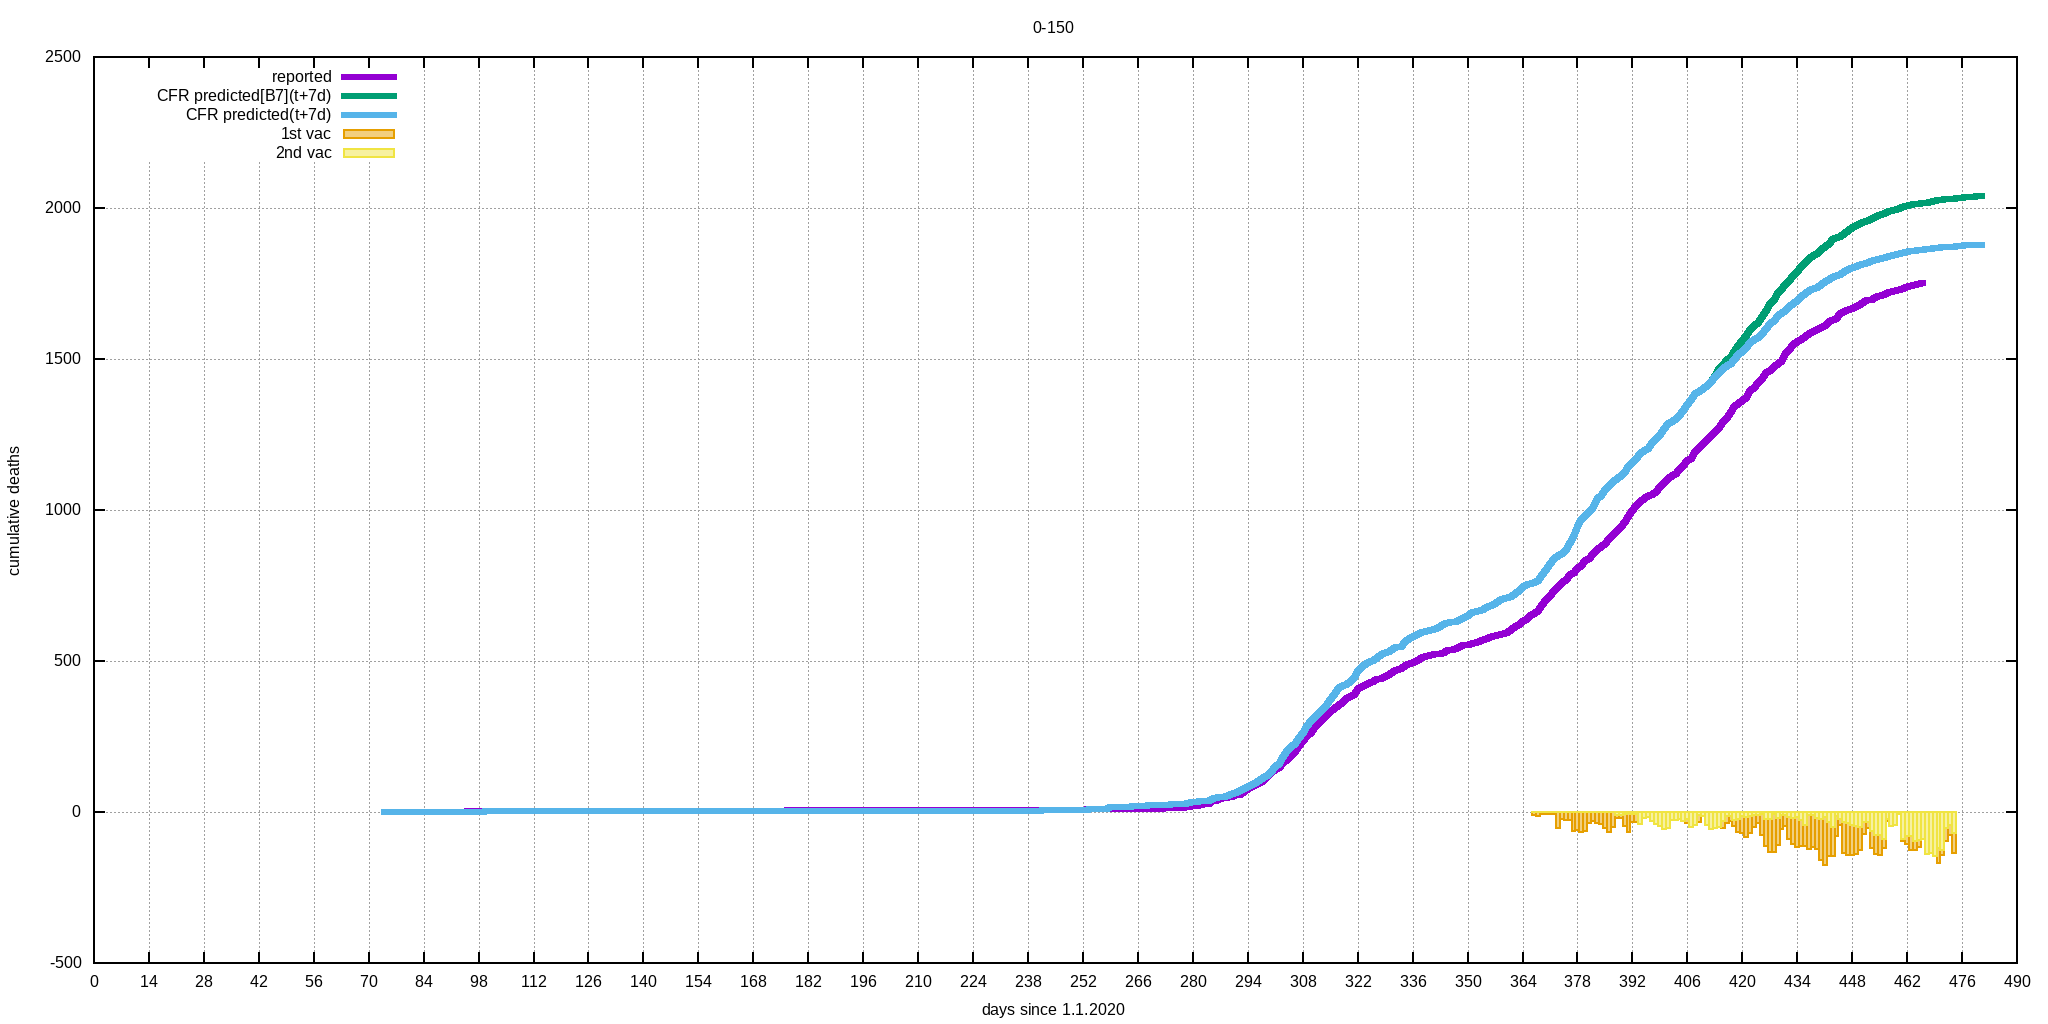 0-150
2500
2000
1500
1000
500
0
-500
cumulative deaths
reported
CFR predicted[B7](t+7d)
CFR predicted(t+7d)
1st vac
2nd vac
0 14 28 42 56 70 84 98 112 126 140 154 168 182 196 210 224 238 252 266 280 294 308 322 336 350 364 378 392 406 420 434 448 462 476 490
days since 1.1.2020